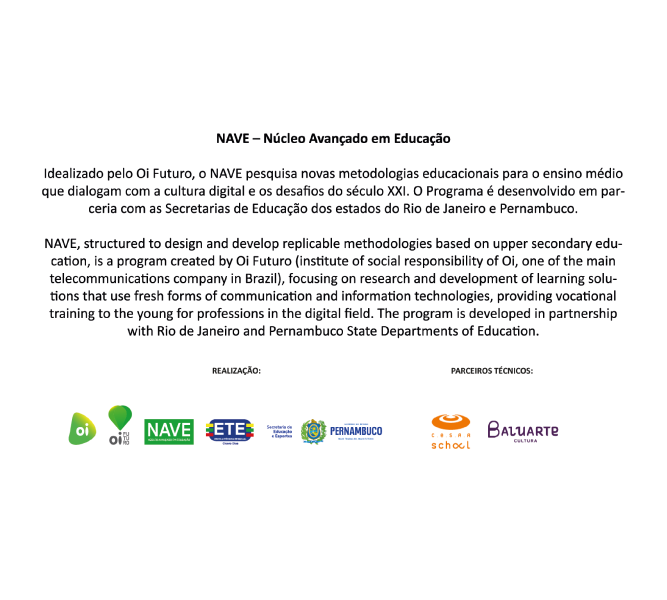 NAVE – Núcleo Avançado em Educação
Idealizado pelo Oi Futuro, o NAVE pesquisa novas metodologias educacionais para o ensino médio
que dialogam com a cultura digital e os desafios do século XXI. O Programa é desenvolvido em par-
ceria com as Secretarias de Educação dos estados do Rio de Janeiro e Pernambuco.
NAVE, structured to design and develop replicable methodologies based on upper secondary edu-
cation, is a program created by Oi Futuro (institute of social responsibility of Oi, one of the main
telecommunications company in Brazil), focusing on research and development of learning solu-
tions that use fresh forms of communication and information technologies, providing vocational
training to the young for professions in the digital field. The program is developed in partnership
with Rio de Janeiro and Pernambuco State Departments of Education.
REALIZAÇÃO:
PARCEIROS TÉCNICOS:
oi
oi FUTURO
NAVE
ETE
Secretaria de
Educação
e Esportes
PERNAMBUCO
cesar
school
BALUARTE
CULTURA